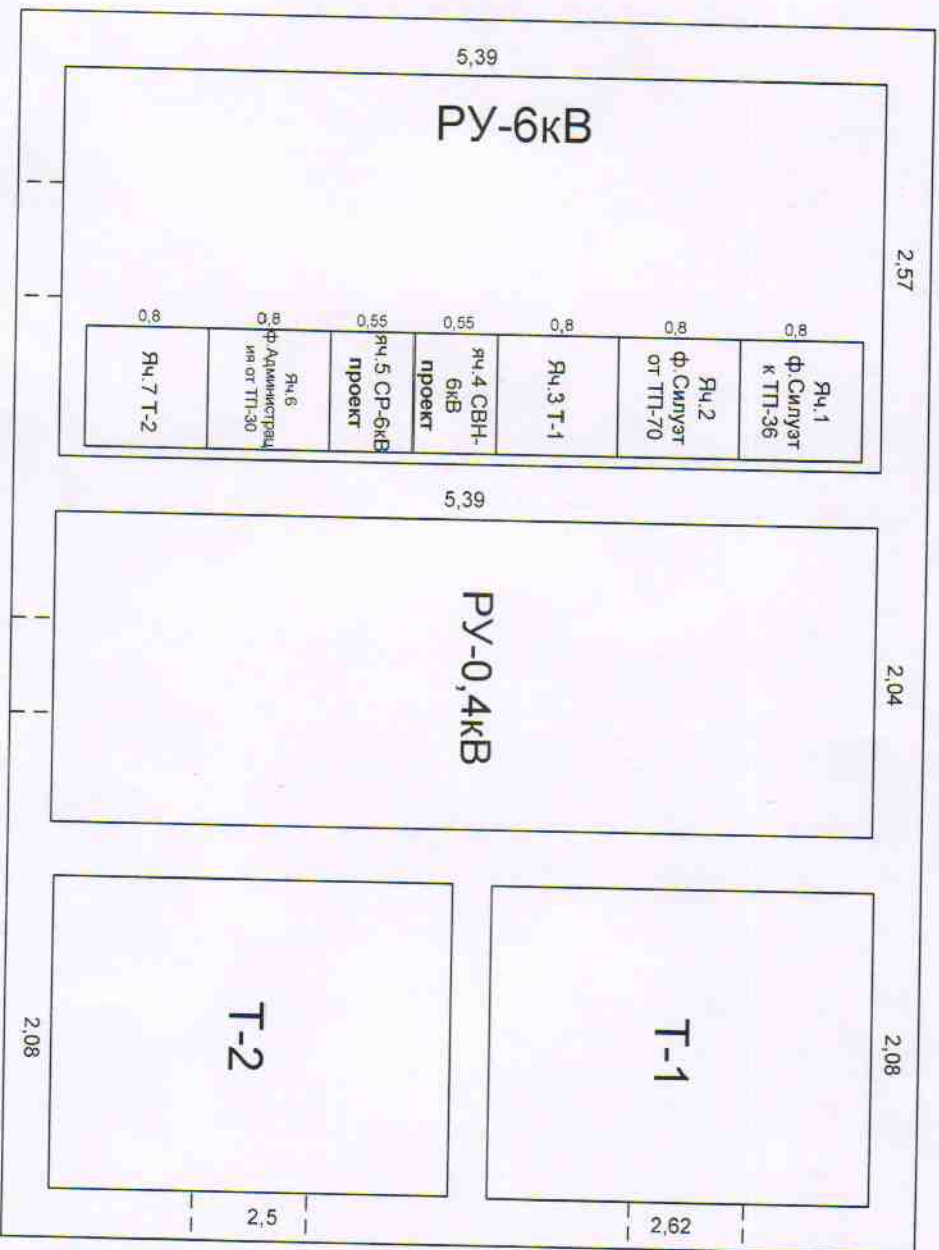 5,39
РУ-6кВ
2,57
0,8
Яч.7 Т-2
0,8
Яч.6
ф.Администрац
ия от ТП-30
0,55
яч.5 СР-6кВ
проект
0,55
яч.4 СВН-
6кВ
проект
0,8
Яч.3 Т-1
0,8
Яч.2
ф.Силуэт
от ТП-70
0,8
Яч.1
ф.Силуэт
к ТП-36
5,39
РУ-0,4кВ
2,04
Т-2
2,08
2,5
Т-1
2,08
2,62